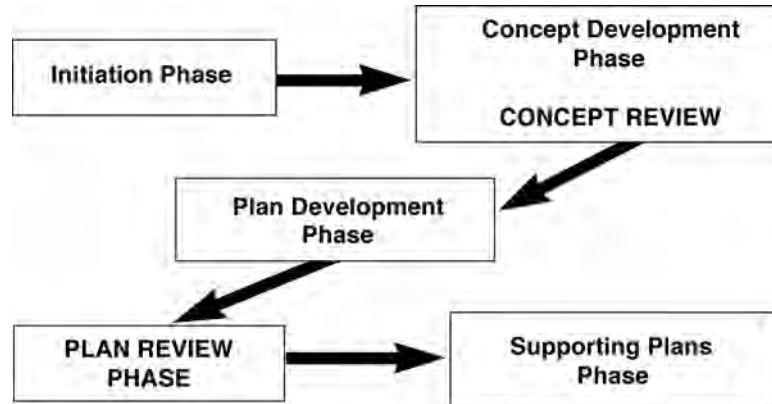 Initiation Phase
Concept Development
Phase
CONCEPT REVIEW
Plan Development
Phase
PLAN REVIEW
PHASE
Supporting Plans
Phase